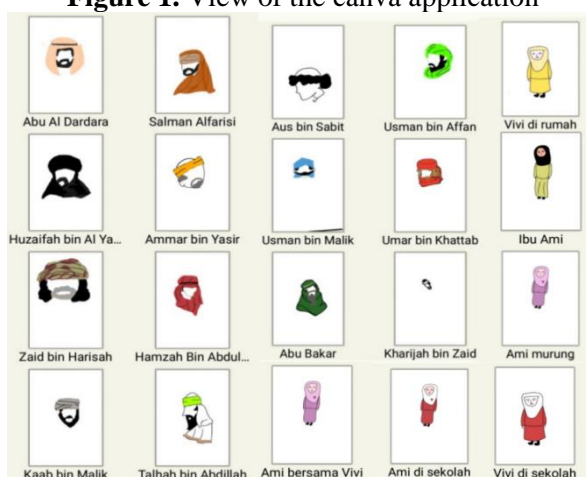 Figure 1. View of the canva application
Abu Al Dardara
Salman Alfarisi
Aus bin Sabit
Usman bin Affan
Vivi di rumah
Huzaifah bin Al Ya...
Ammar bin Yasir
Usman bin Malik
Umar bin Khattab
Ibu Ami
Zaid bin Harisah
Hamzah Bin Abdul...
Abu Bakar
Kharijah bin Zaid
Ami murung
Kaab bin Malik
Talhah bin Abdillah
Ami bersama Vivi
Ami di sekolah
Vivi di sekolah